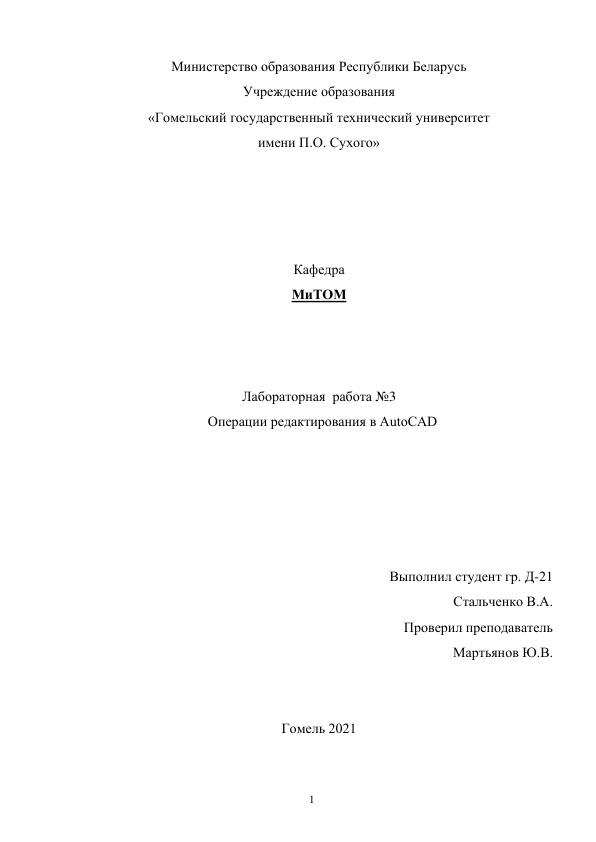 Министерство образования Республики Беларусь
Учреждение образования
«Гомельский государственный технический университет
имени П.О. Сухого»
Кафедра
МиТОМ
Лабораторная  работа №3
Операции редактирования в AutoCAD
Выполнил студент гр. Д-21
Стальченко В.А.
Проверил преподаватель
Мартьянов Ю.В.
Гомель 2021
1